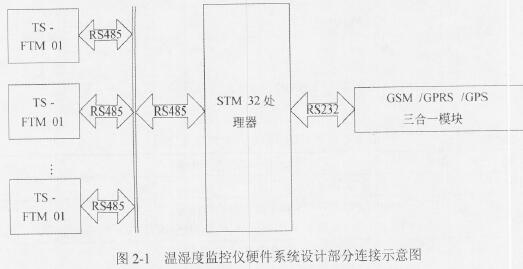 TS -
FTM 01
RS485
TS -
FTM 01
RS485
RS485
STM 32 处
理器
RS232
GSM /GPRS /GPS
三合一模块
⋮
TS -
FTM 01
RS485
图 2-1 温湿度监控仪硬件系统设计部分连接示意图